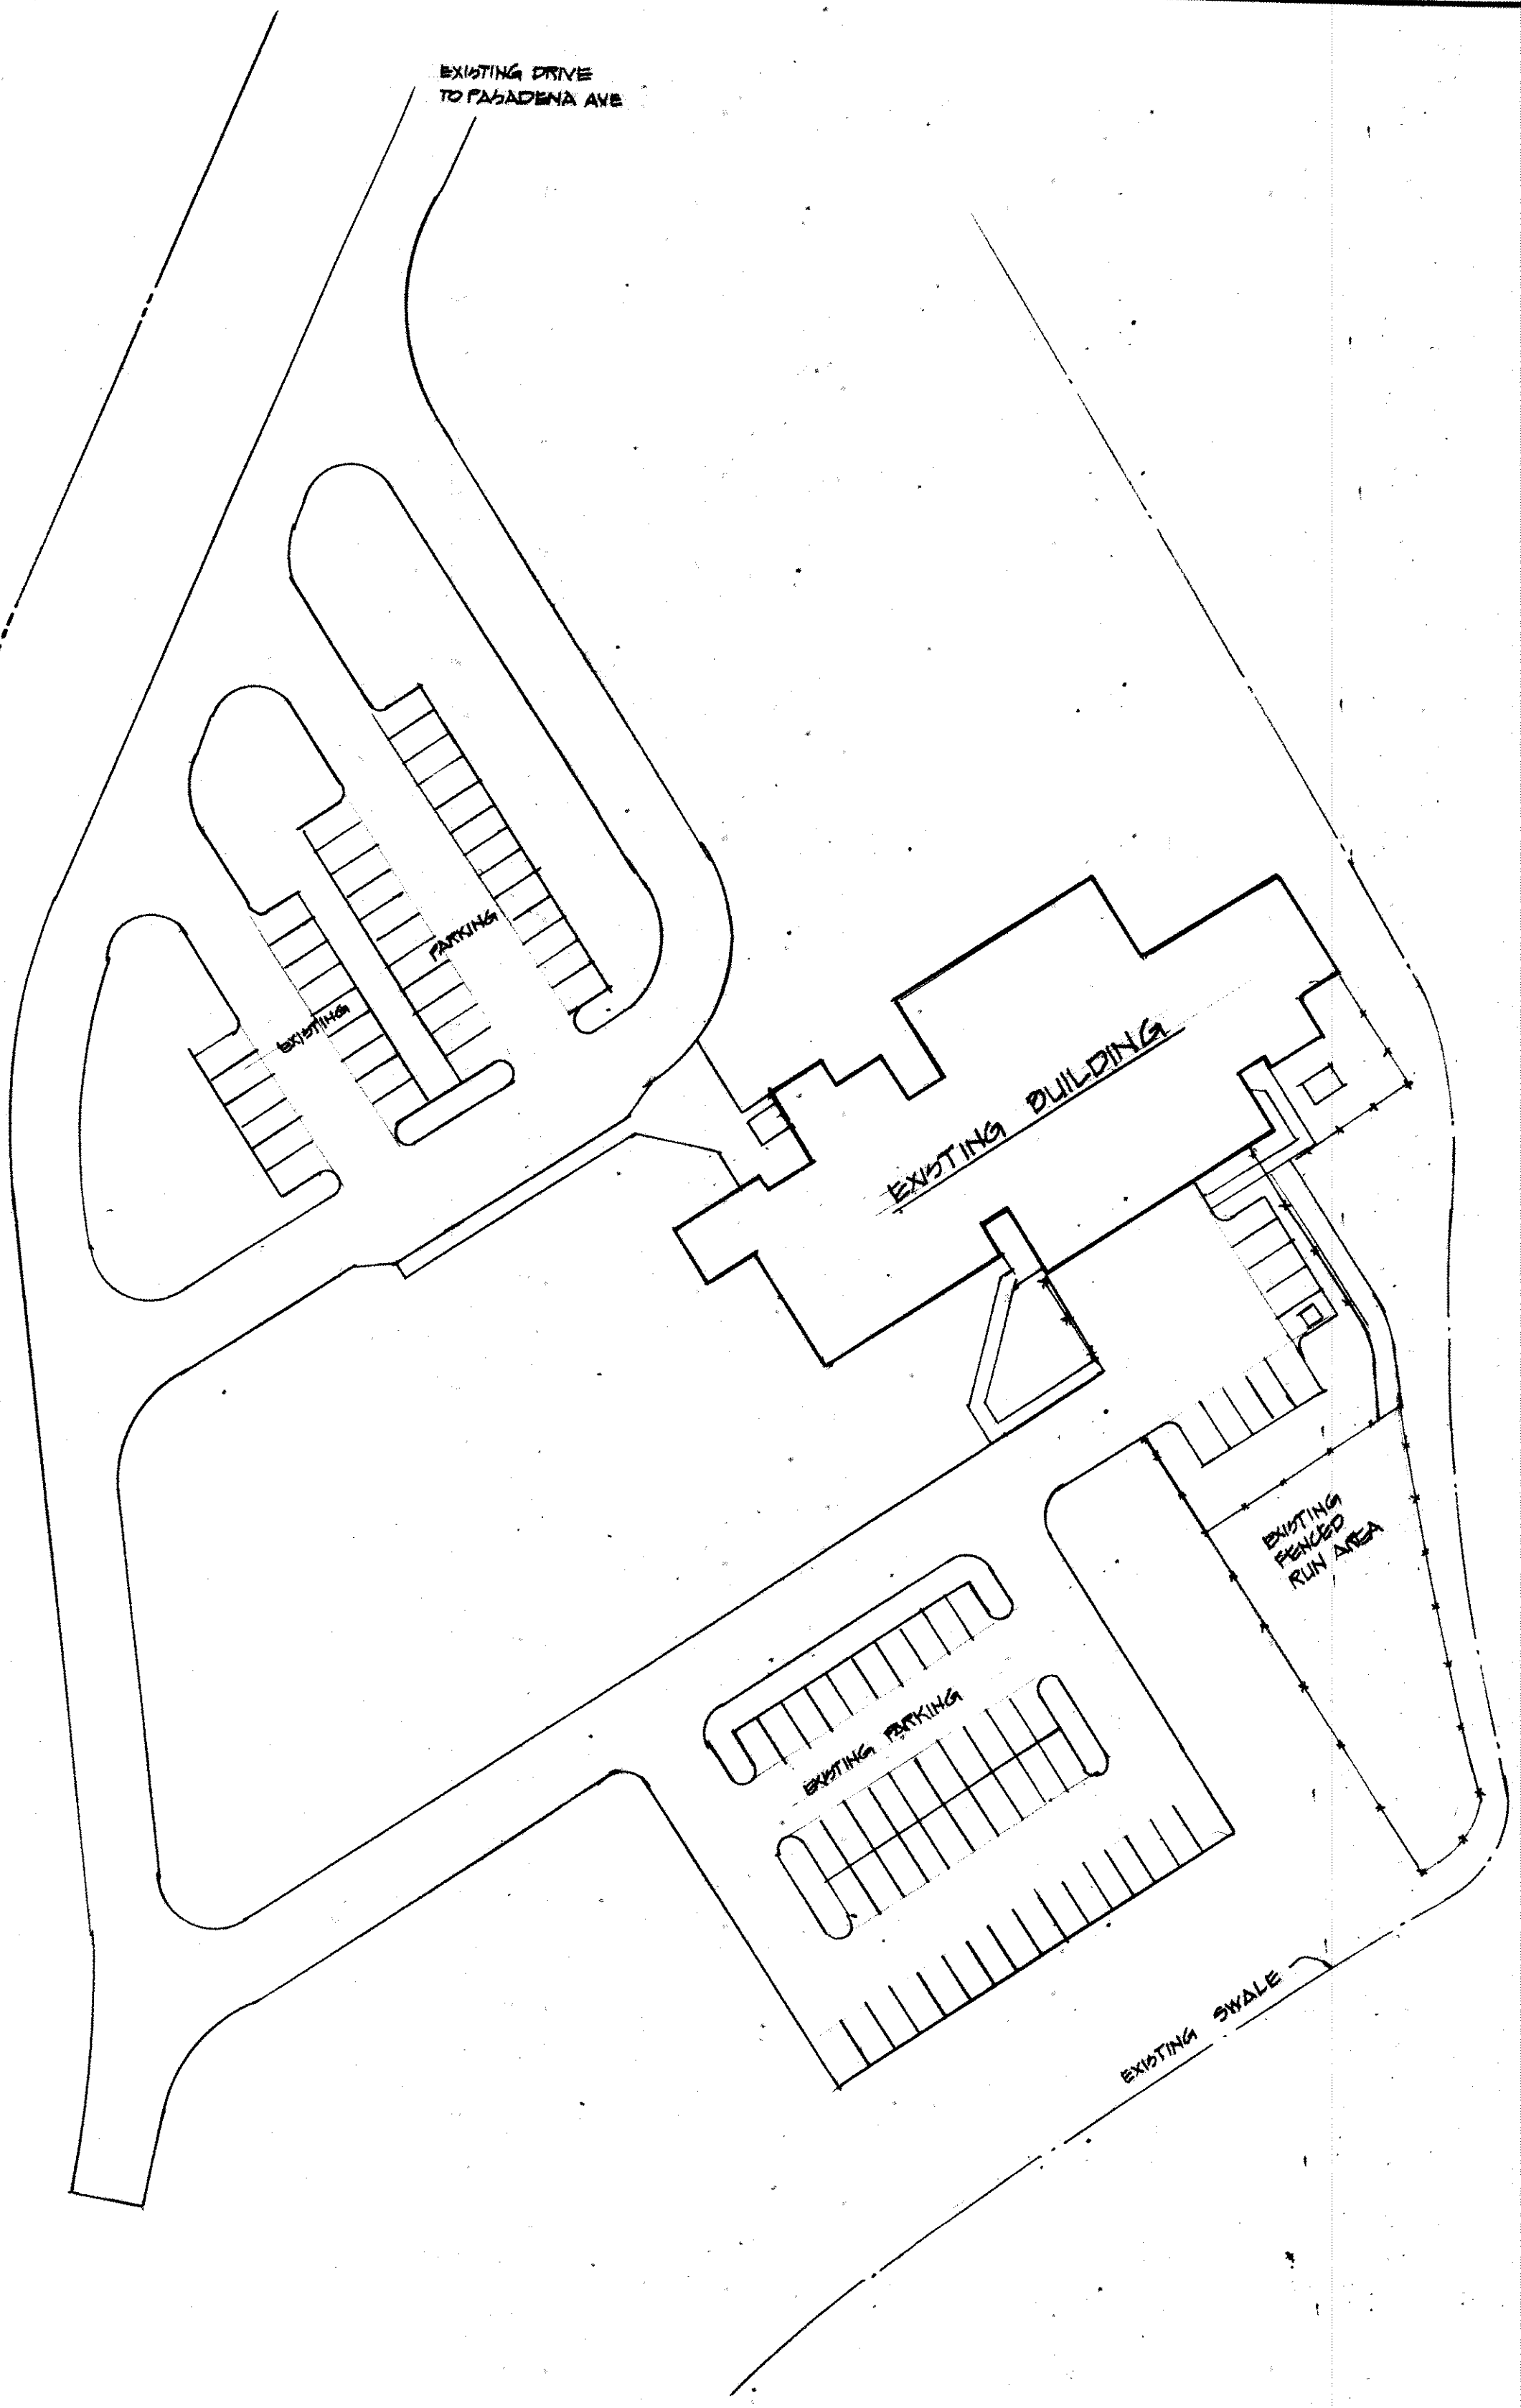 EXISTING DRIVE
TO PASADENA AVE
EXISTING PARKING
EXISTING BUILDING
EXISTING
FENCED
RUN AREA
EXISTING PARKING
EXISTING SWALE